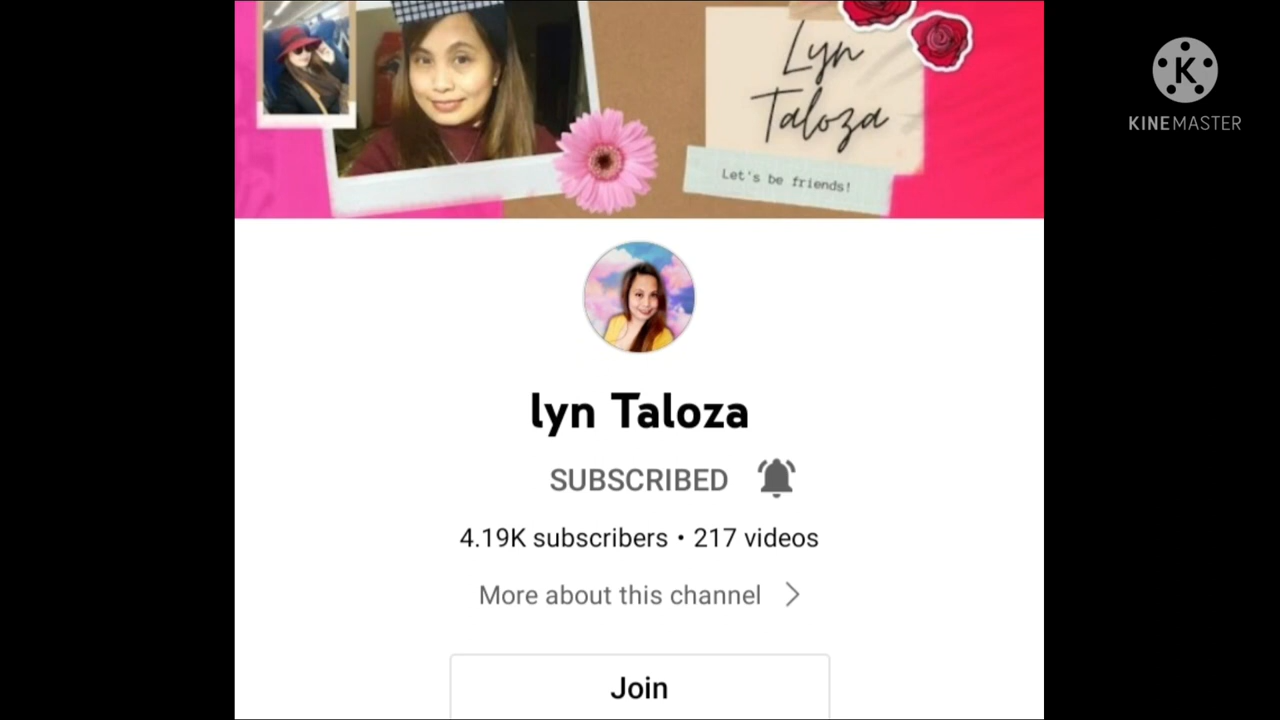 Lyn
Taloza
Let's be friends!
K
KINEMASTER
lyn Taloza
SUBSCRIBED
4.19K subscribers • 217 videos
More about this channel
Join